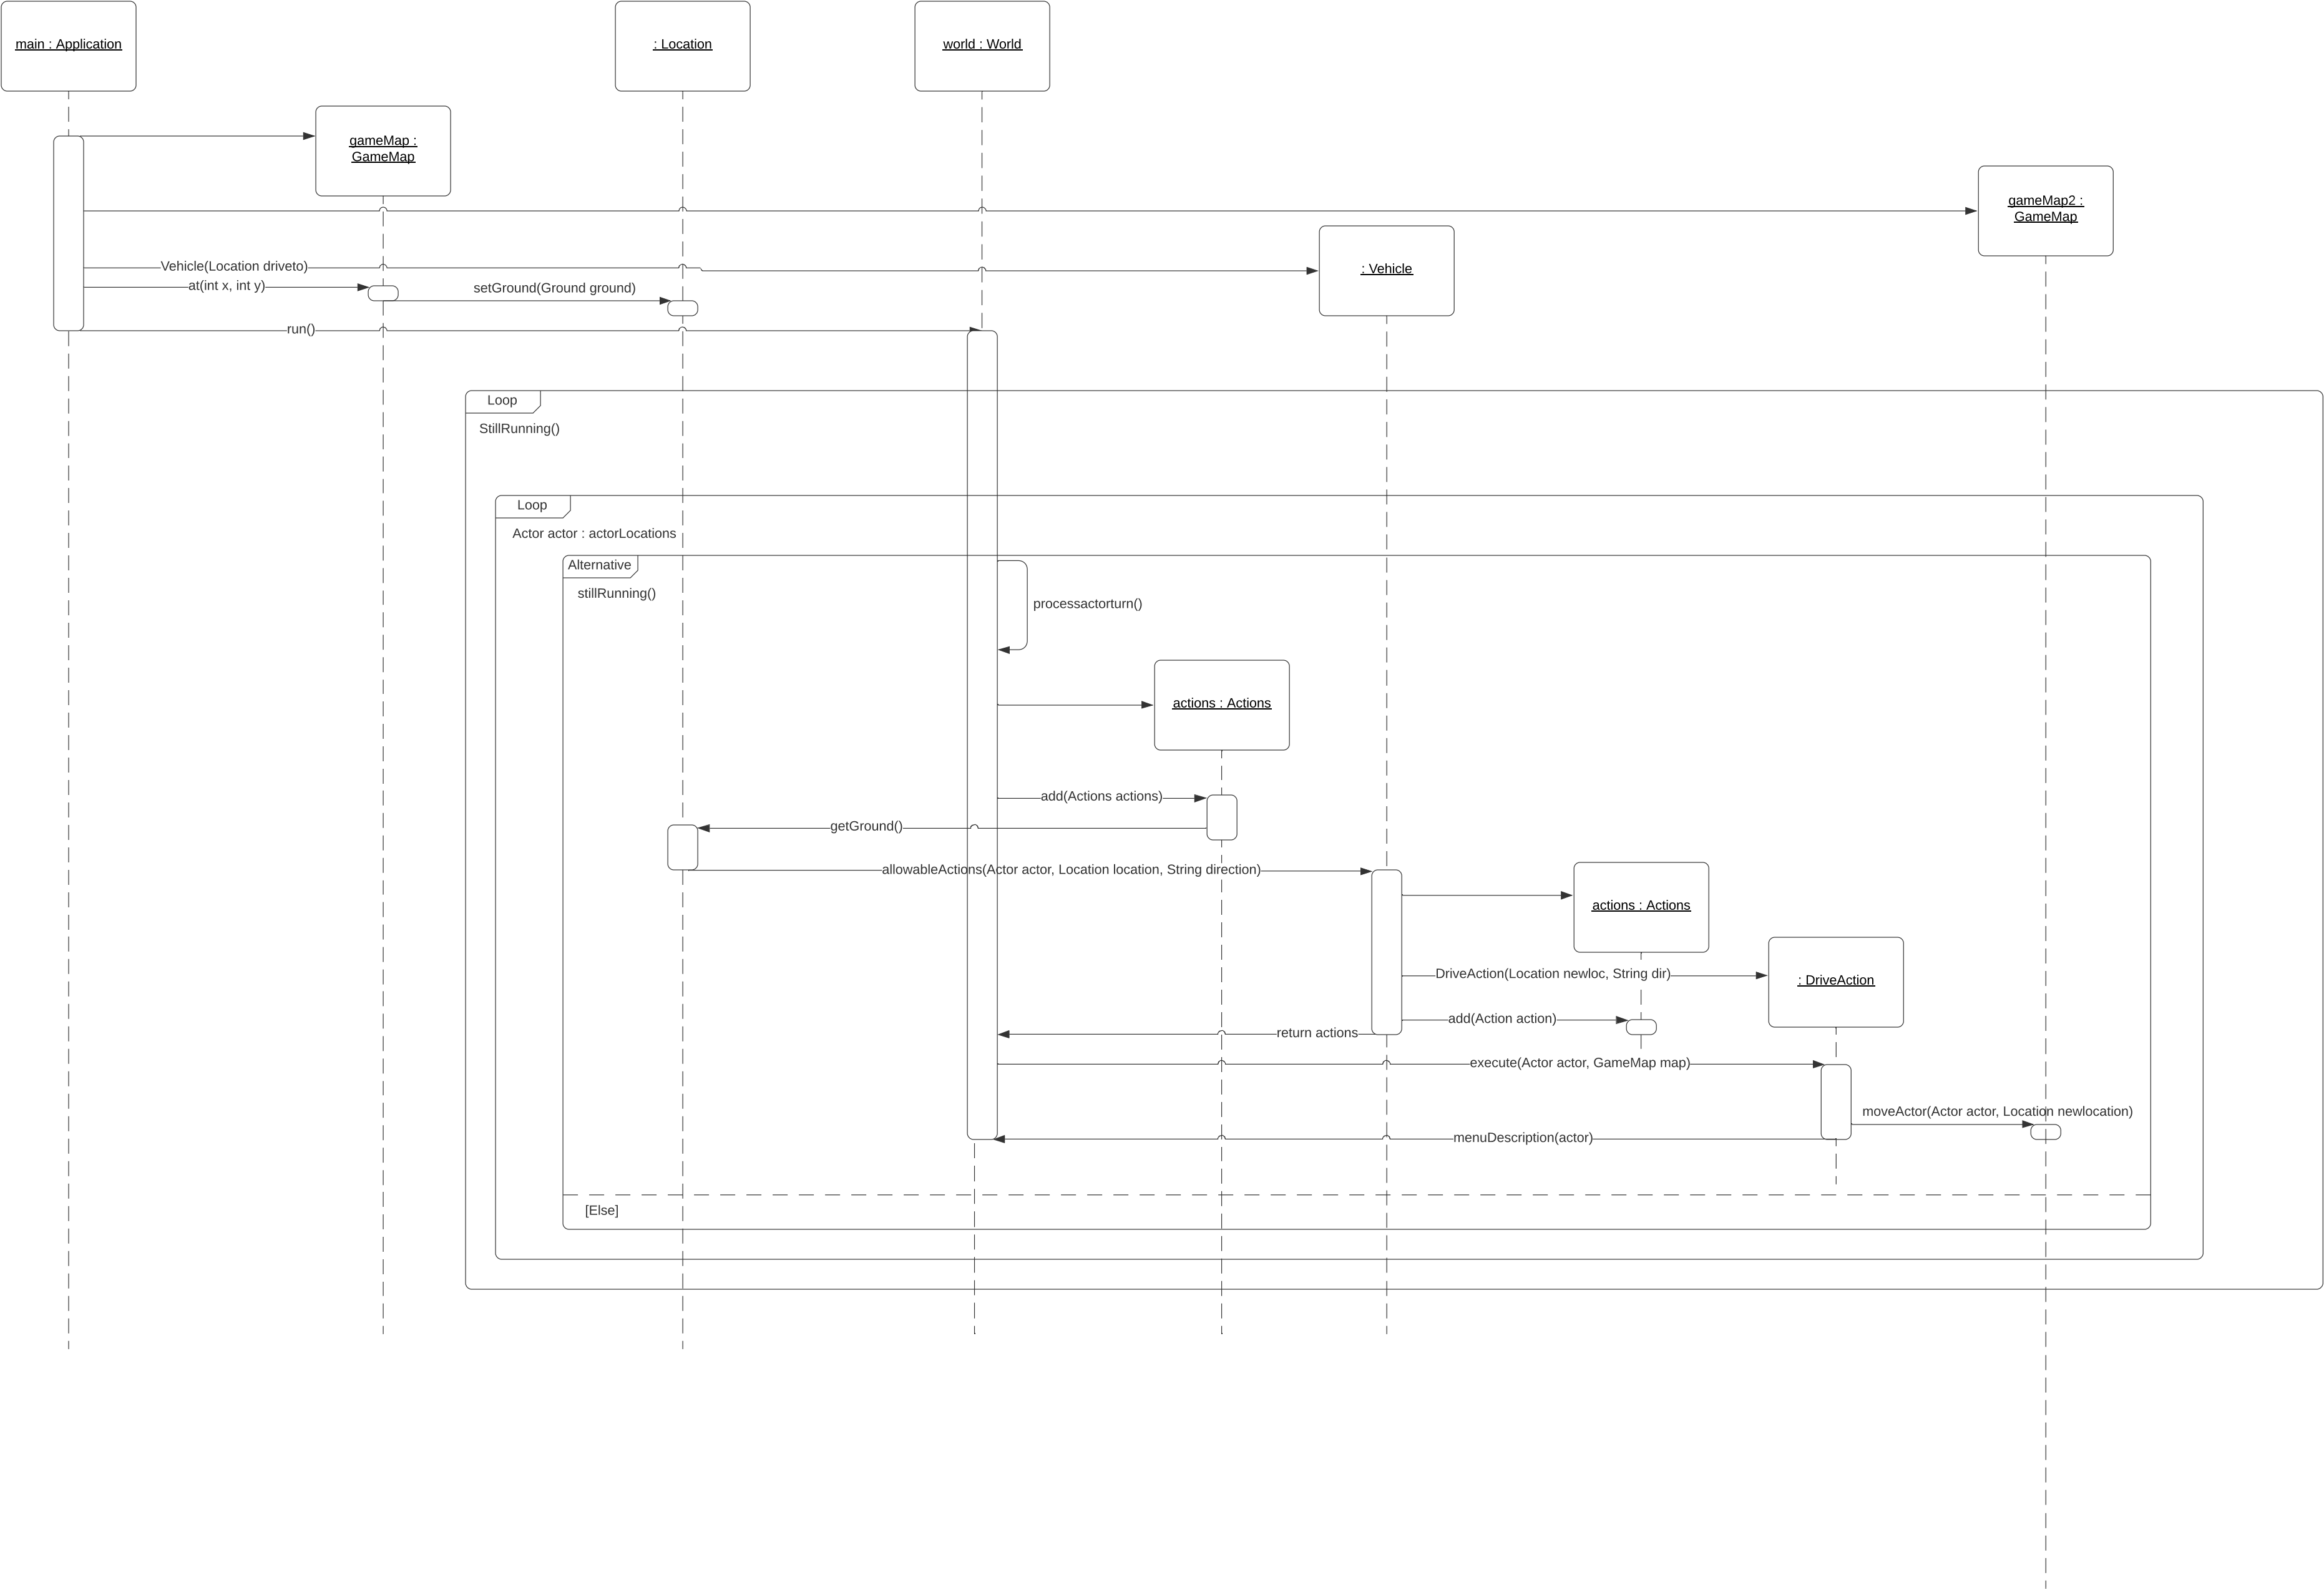 main : Application
: Location
world : World
gameMap :
GameMap
gameMap2 :
GameMap
Vehicle(Location driveto)
: Vehicle
at(int x, int y)
setGround(Ground ground)
run()
Loop
StillRunning()
Loop
Actor actor : actorLocations
Alternative
stillRunning()
processactorturn()
actions : Actions
add(Actions actions)
getGround()
allowableActions(Actor actor, Location location, String direction)
actions : Actions
DriveAction(Location newloc, String dir)
: DriveAction
add(Action action)
return actions
execute(Actor actor, GameMap map)
moveActor(Actor actor, Location newlocation)
menuDescription(actor)
[Else]